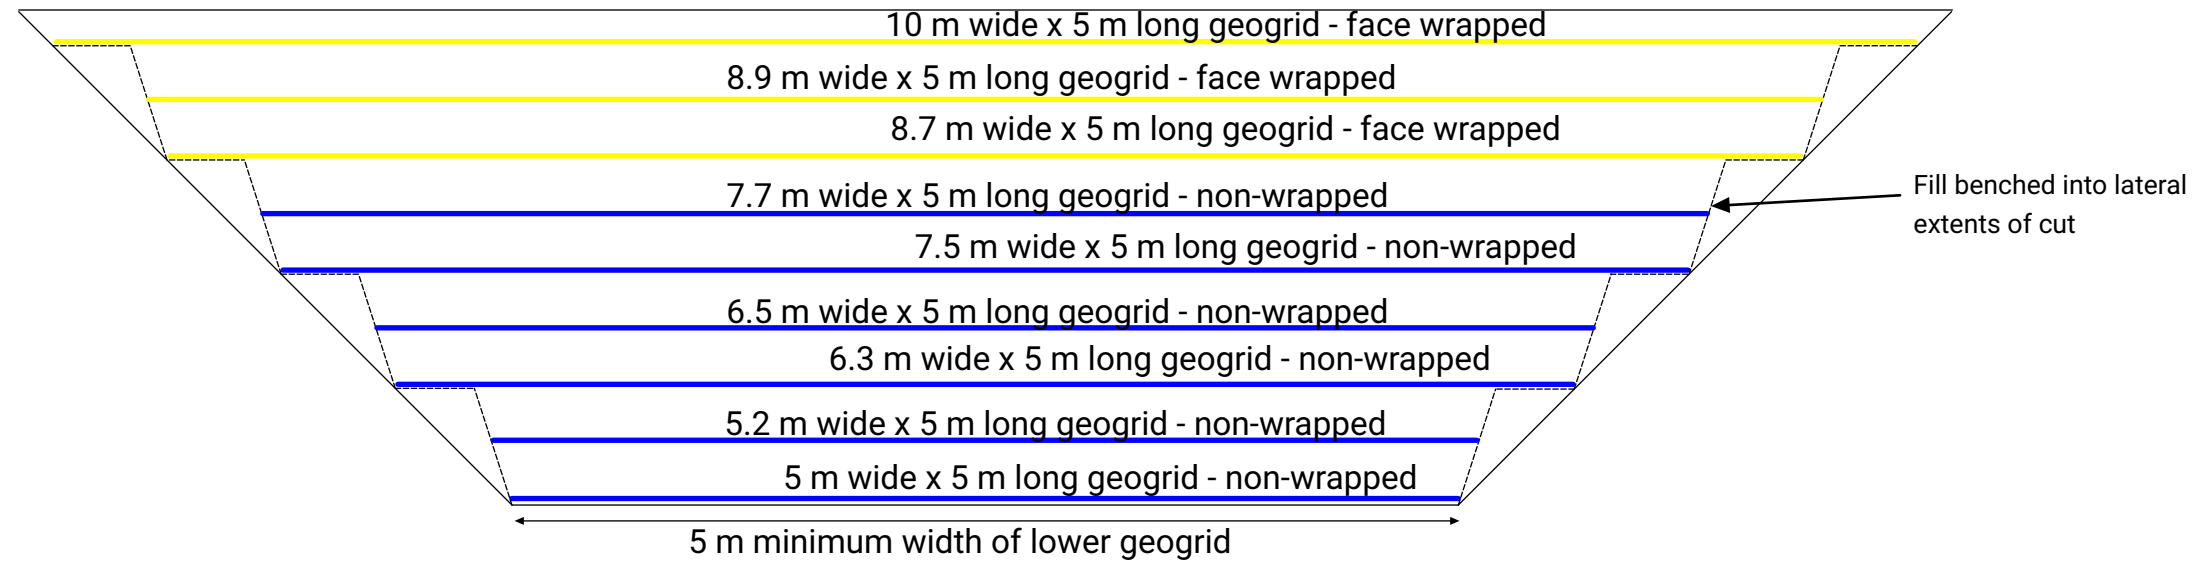 10 m wide x 5 m long geogrid - face wrapped
8.9 m wide x 5 m long geogrid - face wrapped
8.7 m wide x 5 m long geogrid - face wrapped
7.7 m wide x 5 m long geogrid - non-wrapped
Fill benched into lateral
extents of cut
7.5 m wide x 5 m long geogrid - non-wrapped
6.5 m wide x 5 m long geogrid - non-wrapped
6.3 m wide x 5 m long geogrid - non-wrapped
5.2 m wide x 5 m long geogrid - non-wrapped
5 m wide x 5 m long geogrid - non-wrapped
5 m minimum width of lower geogrid